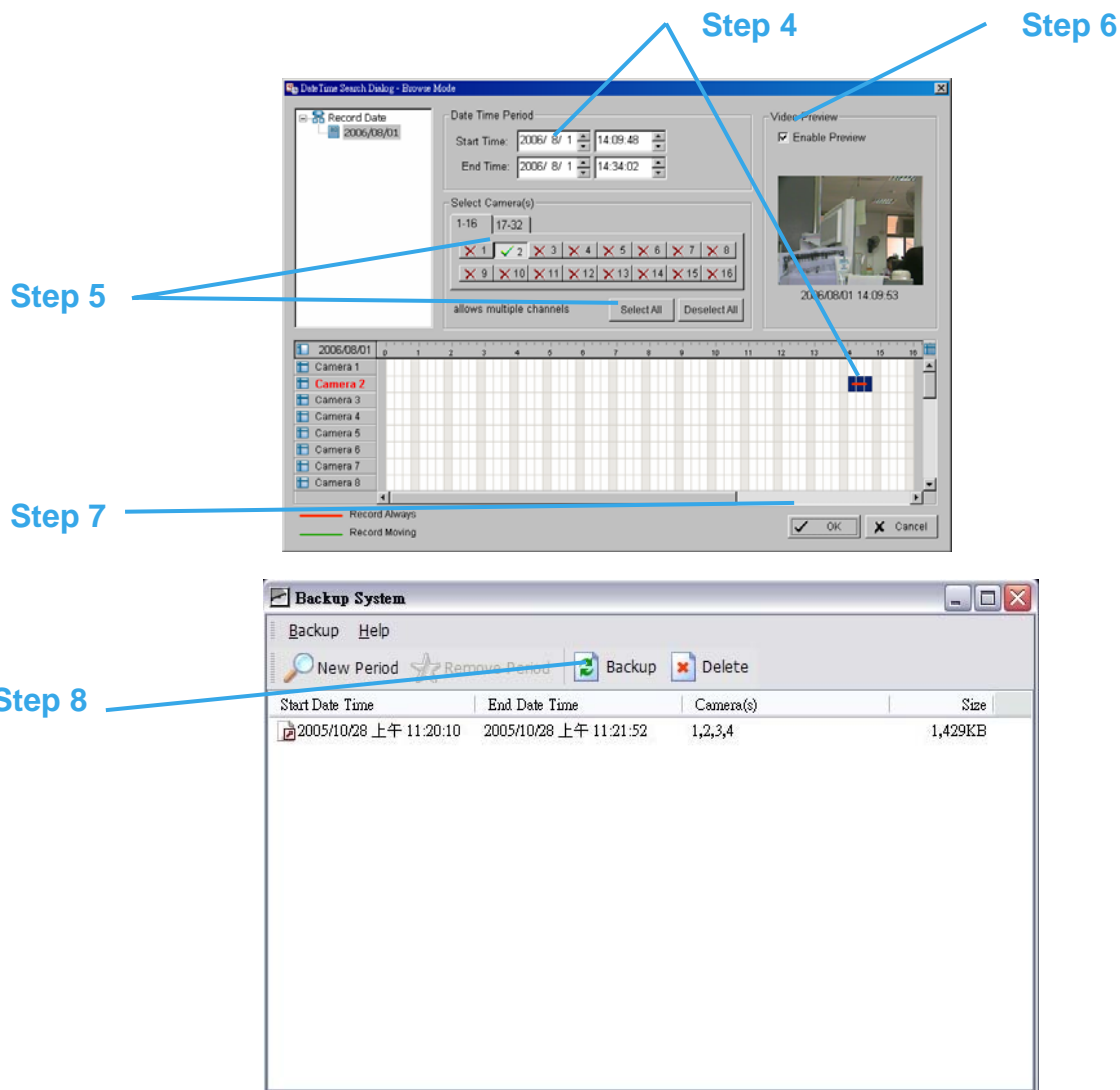 Step 4
Step 6
DateTime Search Dialog - Browse Mode
Record Date
2006/08/01
Date Time Period
Start Time: 2006/ 8/ 1 14:09:48
End Time: 2006/ 8/ 1 14:34:02
Video Preview
Enable Preview
2006/08/01 14:09:53
Select Camera(s)
1-16 17-32
1 2 3 4 5 6 7 8
9 10 11 12 13 14 15 16
allows multiple channels Select All Deselect All
Step 5
2006/08/01 0 1 2 3 4 5 6 7 8 9 10 11 12 13 14 15 16
Camera 1
Camera 2
Camera 3
Camera 4
Camera 5
Camera 6
Camera 7
Camera 8
Step 7
Record Always
Record Moving
OK Cancel
Backup System
Backup Help
New Period Remove Period Backup Delete
Step 8
Start Date Time End Date Time Camera(s) Size
2005/10/28 上午 11:20:10 2005/10/28 上午 11:21:52 1,2,3,4 1,429KB